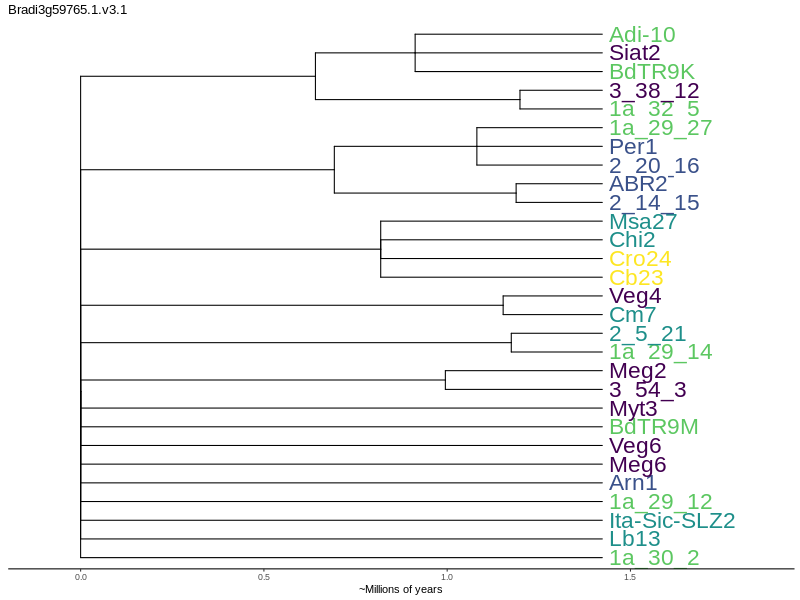 Bradi3g59765.1.v3.1
Adi-10
Siat2
BdTR9K
3_38_12
1a_32_5
1a_29_27
Per1
2_20_16
ABR2
2_14_15
Msa27
Chi2
Cro24
Cb23
Veg4
Cm7
2_5_21
1a_29_14
Meg2
3_54_3
Myt3
BdTR9M
Veg6
Meg6
Arn1
1a_29_12
Ita-Sic-SLZ2
Lb13
1a_30_2
0.0 0.5 1.0 1.5
~Millions of years